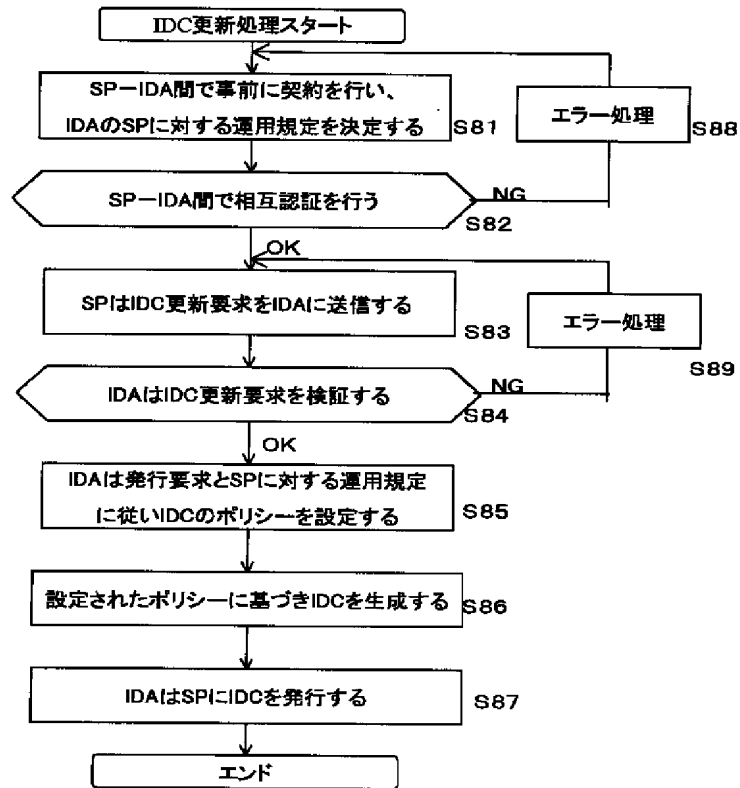 IDC更新処理スタート
SP－IDA間で事前に契約を行い、
IDAのSPに対する運用規定を決定する
S81
エラー処理
S88
SP－IDA間で相互認証を行う
NG
S82
OK
SPはIDC更新要求をIDAに送信する
S83
エラー処理
S89
IDAはIDC更新要求を検証する
NG
S84
OK
IDAは発行要求とSPに対する運用規定
に従いIDCのポリシーを設定する
S85
設定されたポリシーに基づきIDCを生成する
S86
IDAはSPにIDCを発行する
S87
エンド